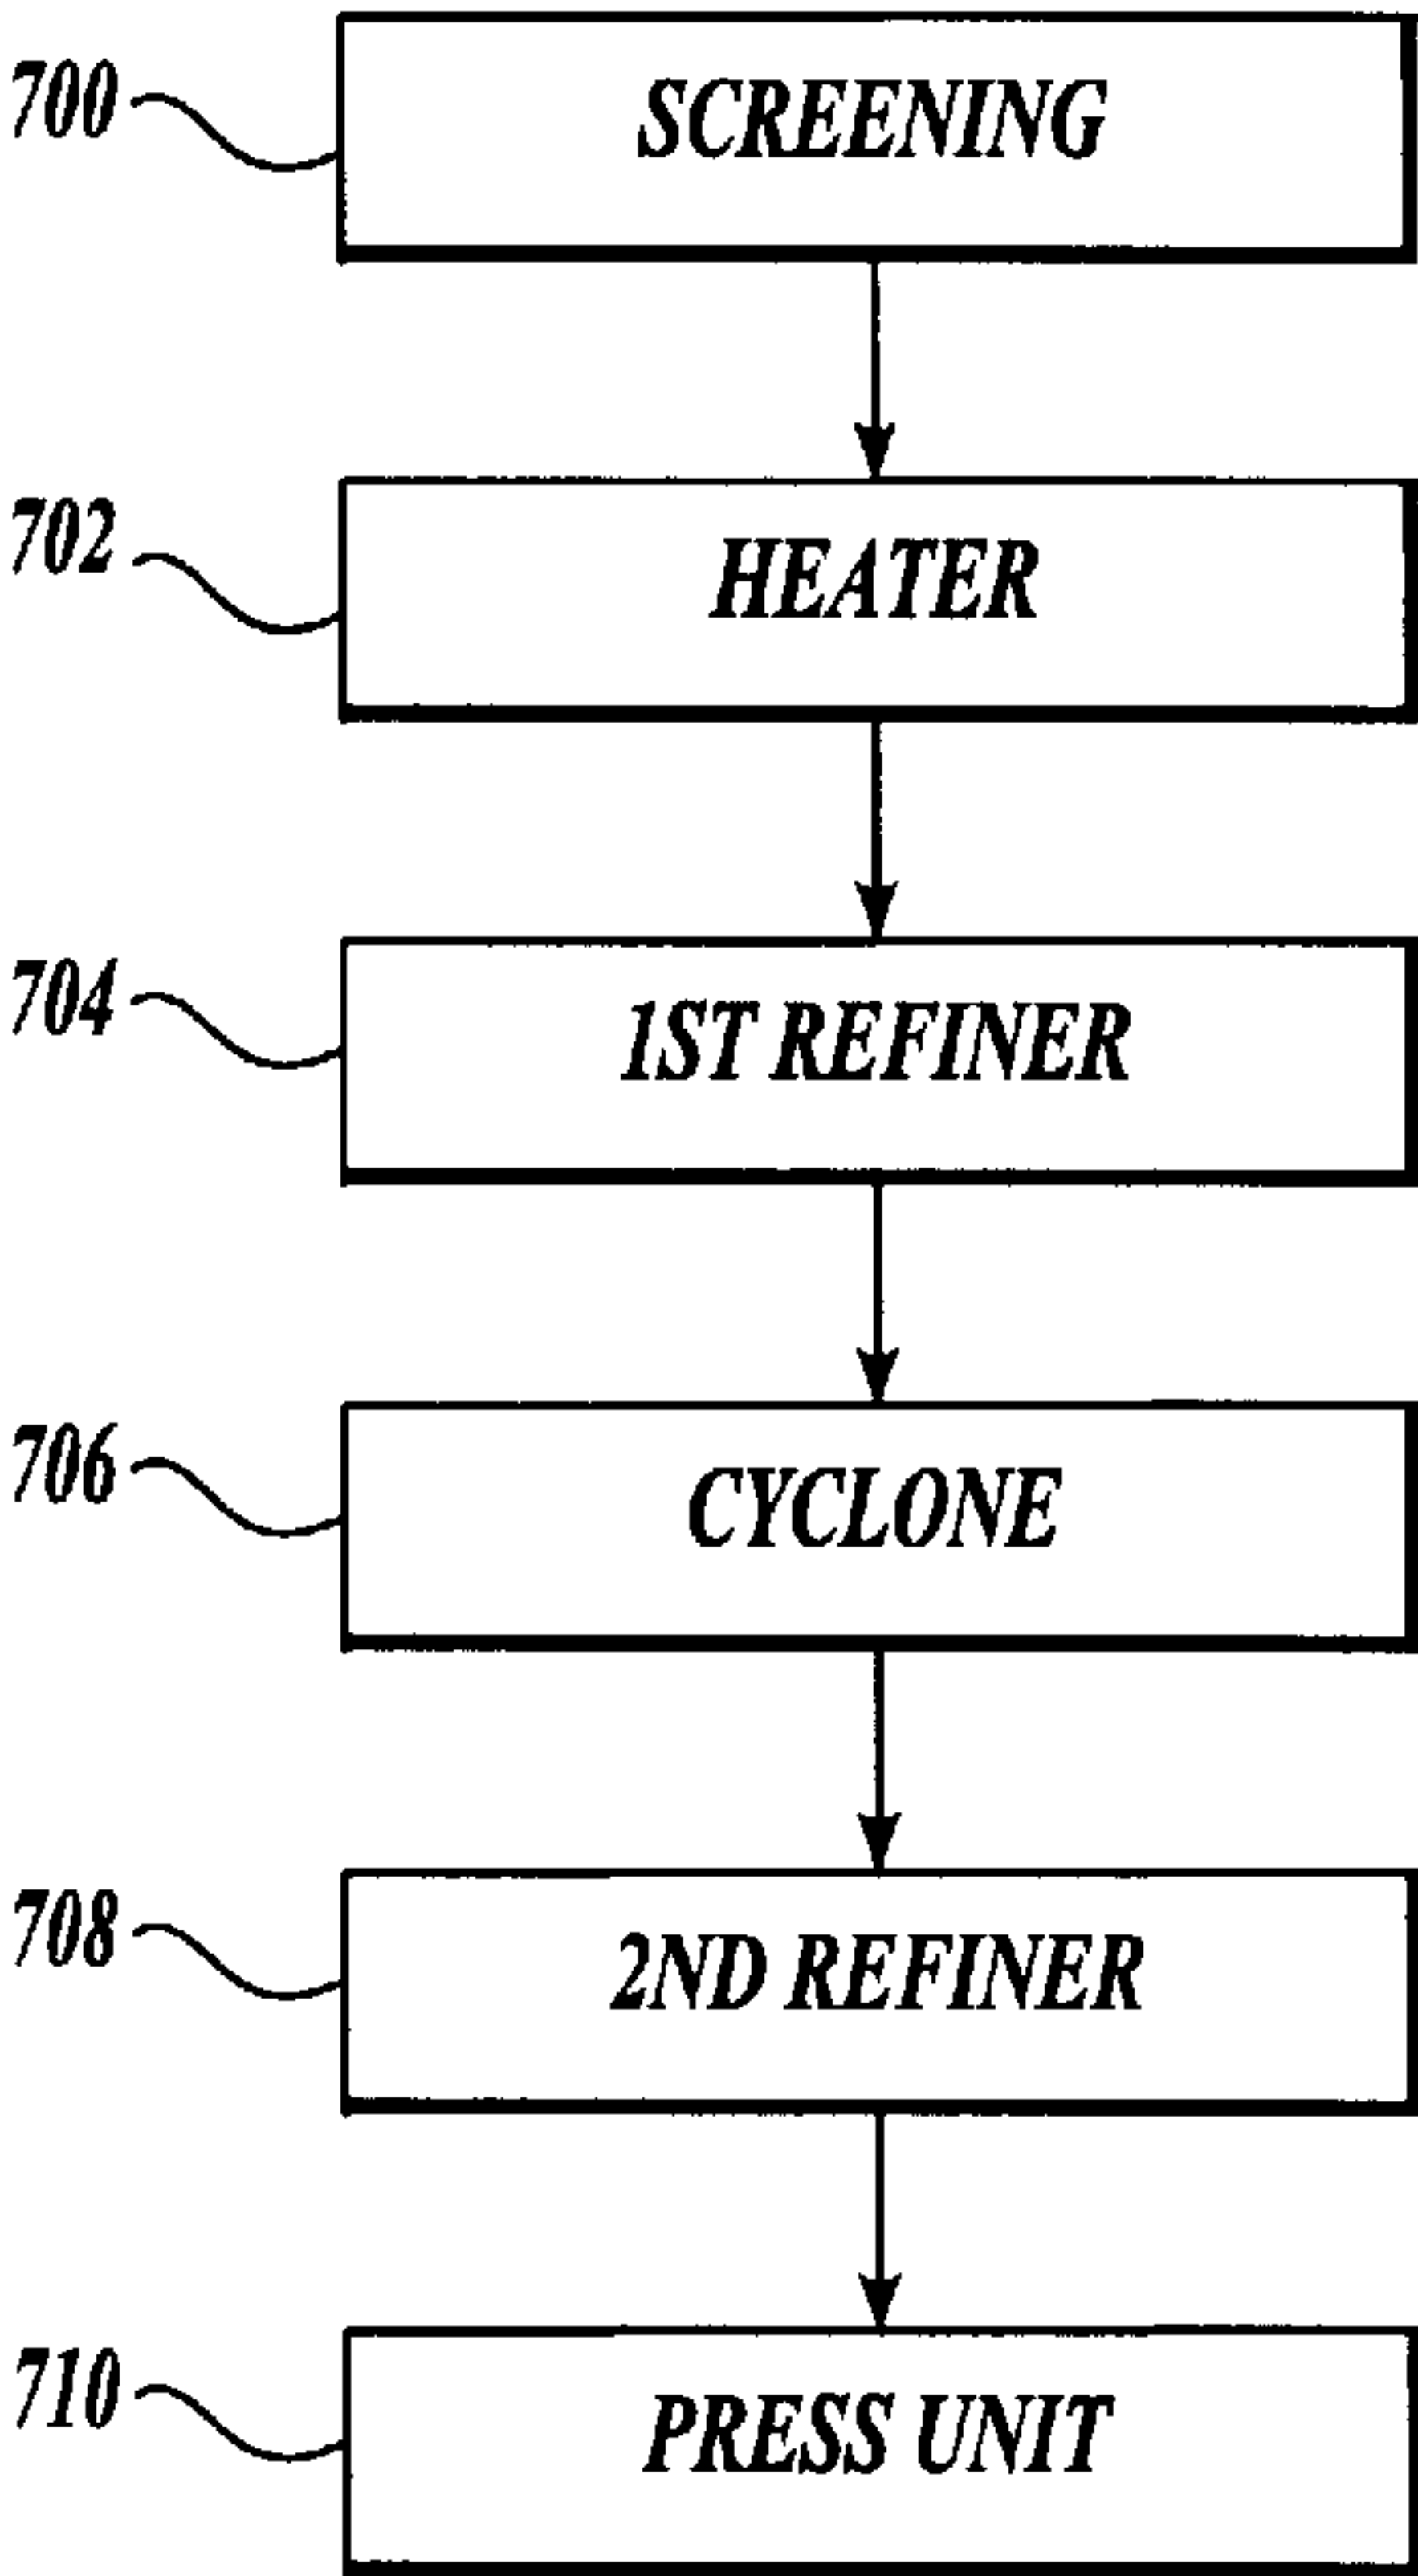 700 SCREENING
702 HEATER
704 1ST REFINER
706 CYCLONE
708 2ND REFINER
710 PRESS UNIT